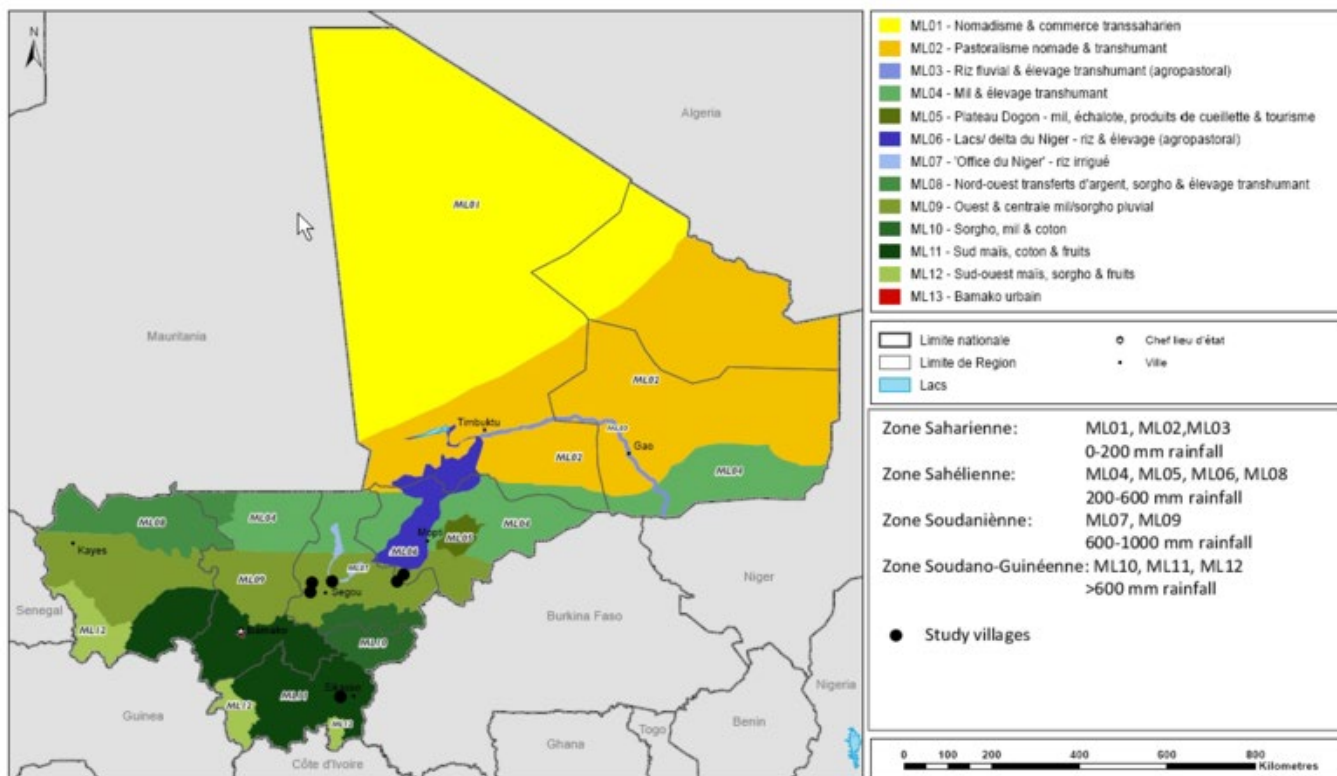 N
Algeria
Mauritania
Niger
Burkina Faso
Senegal
Guinea
Côte d'Ivoire
Ghana
Togo
Benin
Nigeria
ML01
ML02
ML02
ML03
ML04
Timbuktu
Gao
ML08
ML04
ML04
ML05
ML06
Mopti
ML07
Kayes
ML09
Segou
ML12
Bamako
ML10
ML11
Sikasso
ML12
ML12
ML01 - Nomadisme & commerce transsaharien
ML02 - Pastoralisme nomade & transhumant
ML03 - Riz fluvial & élevage transhumant (agropastoral)
ML04 - Mil & élevage transhumant
ML05 - Plateau Dogon - mil, échalote, produits de cueillette & tourisme
ML06 - Lacs/ delta du Niger - riz & élevage (agropastoral)
ML07 - 'Office du Niger' - riz irrigué
ML08 - Nord-ouest transferts d'argent, sorgho & élevage transhumant
ML09 - Ouest & centrale mil/sorgho pluvial
ML10 - Sorgho, mil & coton
ML11 - Sud maïs, coton & fruits
ML12 - Sud-ouest maïs, sorgho & fruits
ML13 - Bamako urbain
Limite nationale
Chef lieu d'état
Limite de Region
Ville
Lacs
Zone Saharienne: ML01, ML02,ML03
0-200 mm rainfall
Zone Sahélienne: ML04, ML05, ML06, ML08
200-600 mm rainfall
Zone Soudaniènne: ML07, ML09
600-1000 mm rainfall
Zone Soudano-Guinéenne: ML10, ML11, ML12
>600 mm rainfall
Study villages
0 100 200 400 600 800
Kilometres